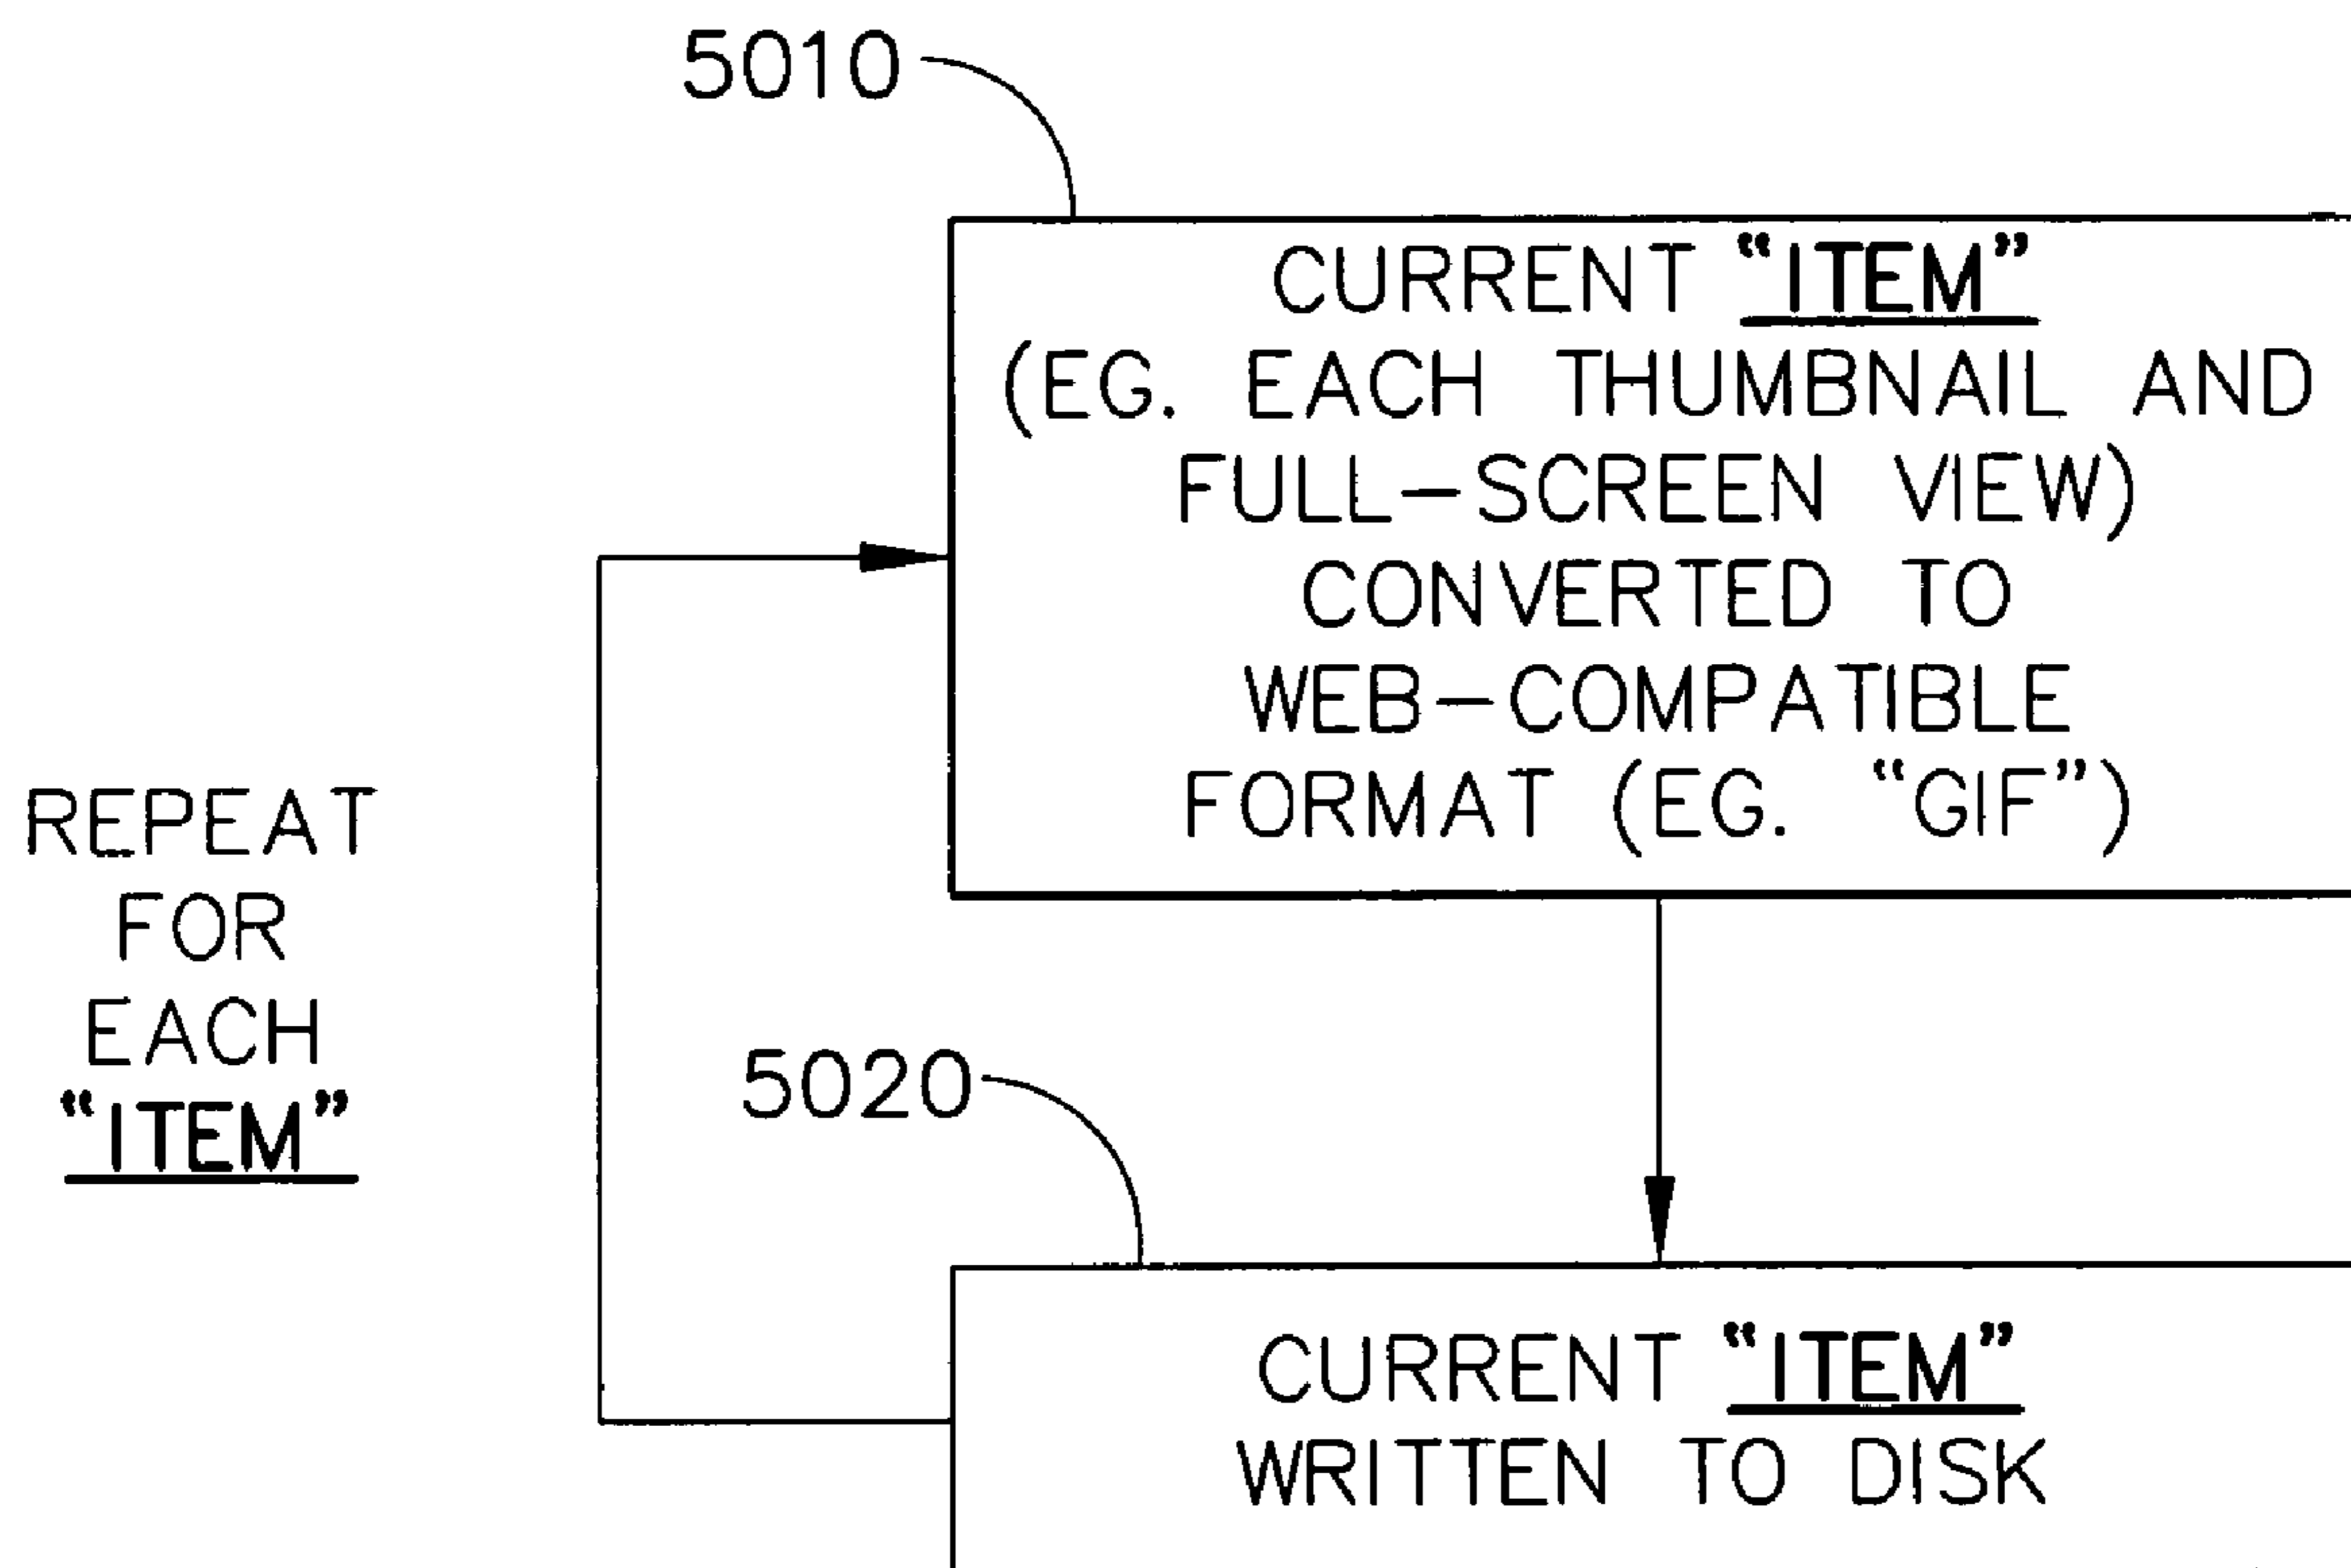 5010
CURRENT “ITEM”
(EG. EACH THUMBNAIL AND
FULL-SCREEN VIEW)
CONVERTED TO
WEB-COMPATIBLE
FORMAT (EG. “GIF”)
REPEAT
FOR
EACH
“ITEM”
5020
CURRENT “ITEM”
WRITTEN TO DISK